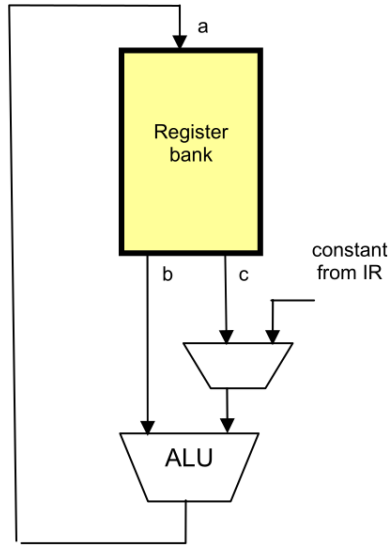 a
Register
bank
b
c
constant
from IR
ALU